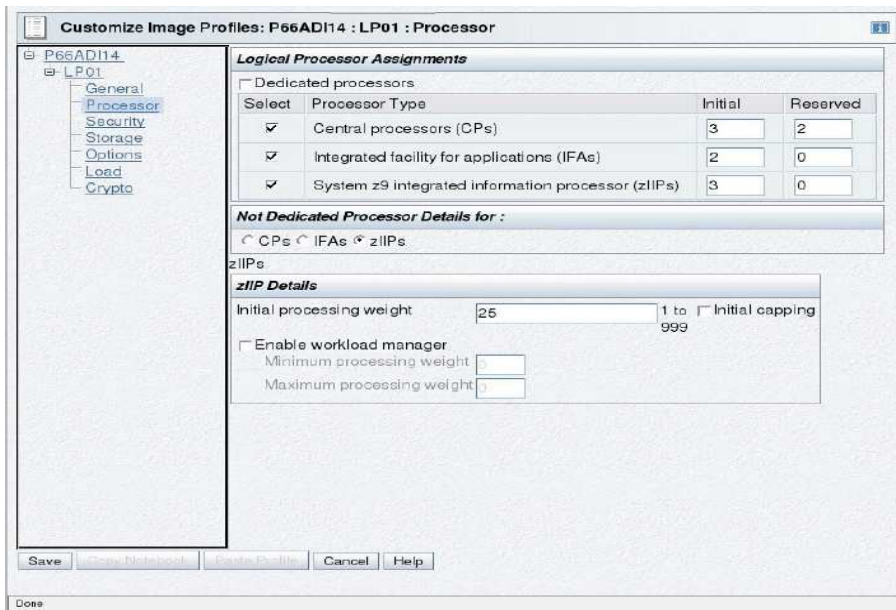 Customize Image Profiles: P66ADI14 : LP01 : Processor
P66ADI14
LP01
General
Processor
Security
Storage
Options
Load
Crypto
Logical Processor Assignments
Dedicated processors
Select Processor Type Initial Reserved
Central processors (CPs) 3 2
Integrated facility for applications (IFAs) 2 0
System z9 integrated information processor (zIIPs) 3 0
Not Dedicated Processor Details for :
CPs IFAs zIIPs
zIIPs
zIIP Details
Initial processing weight 25 1 to 999 Initial capping
Enable workload manager
Minimum processing weight 0
Maximum processing weight 0
Save Copy Notebook Paste Profile Cancel Help
Done